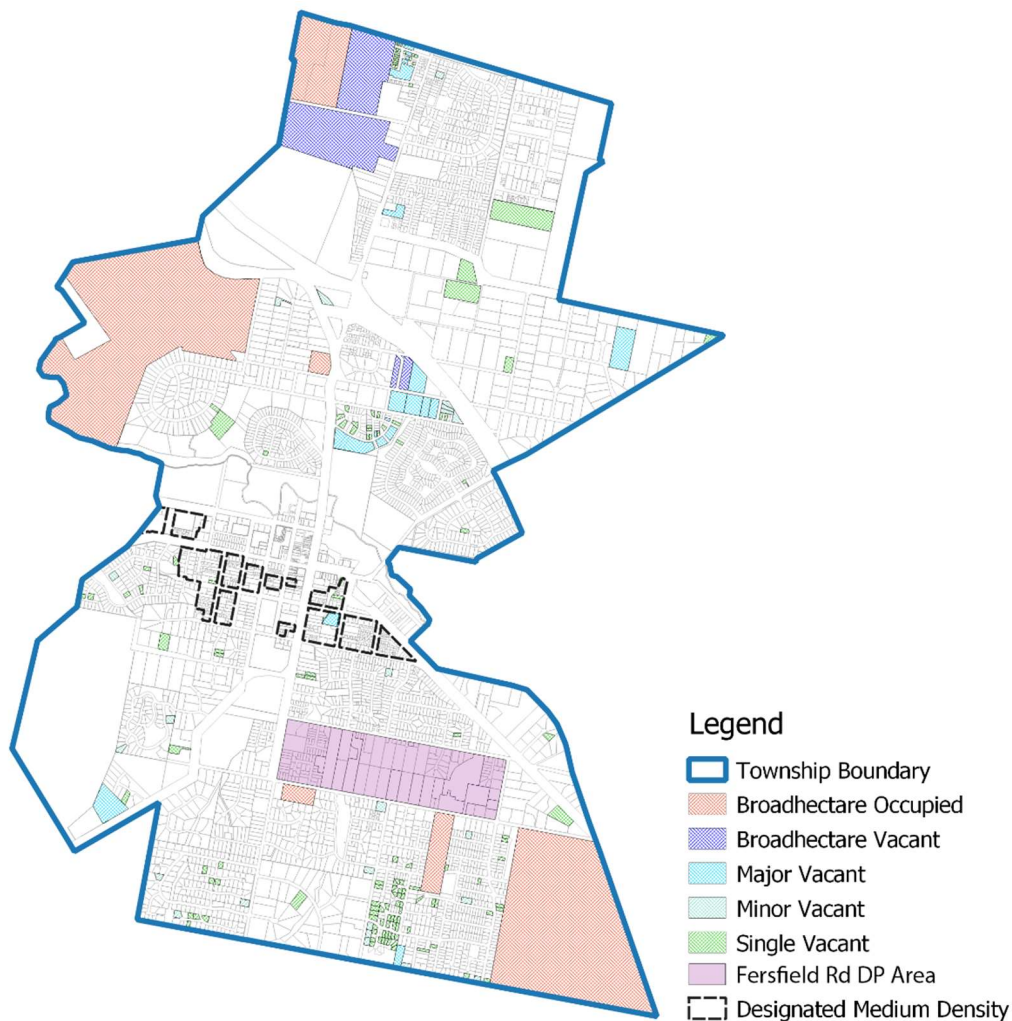 Legend
Township Boundary
Broadhectare Occupied
Broadhectare Vacant
Major Vacant
Minor Vacant
Single Vacant
Fersfield Rd DP Area
Designated Medium Density